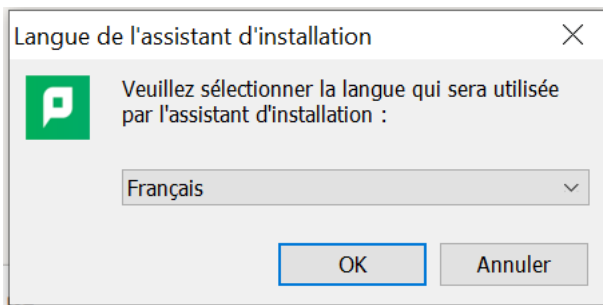 Langue de l'assistant d'installation
Veuillez sélectionner la langue qui sera utilisée
par l'assistant d'installation :
Français
OK
Annuler